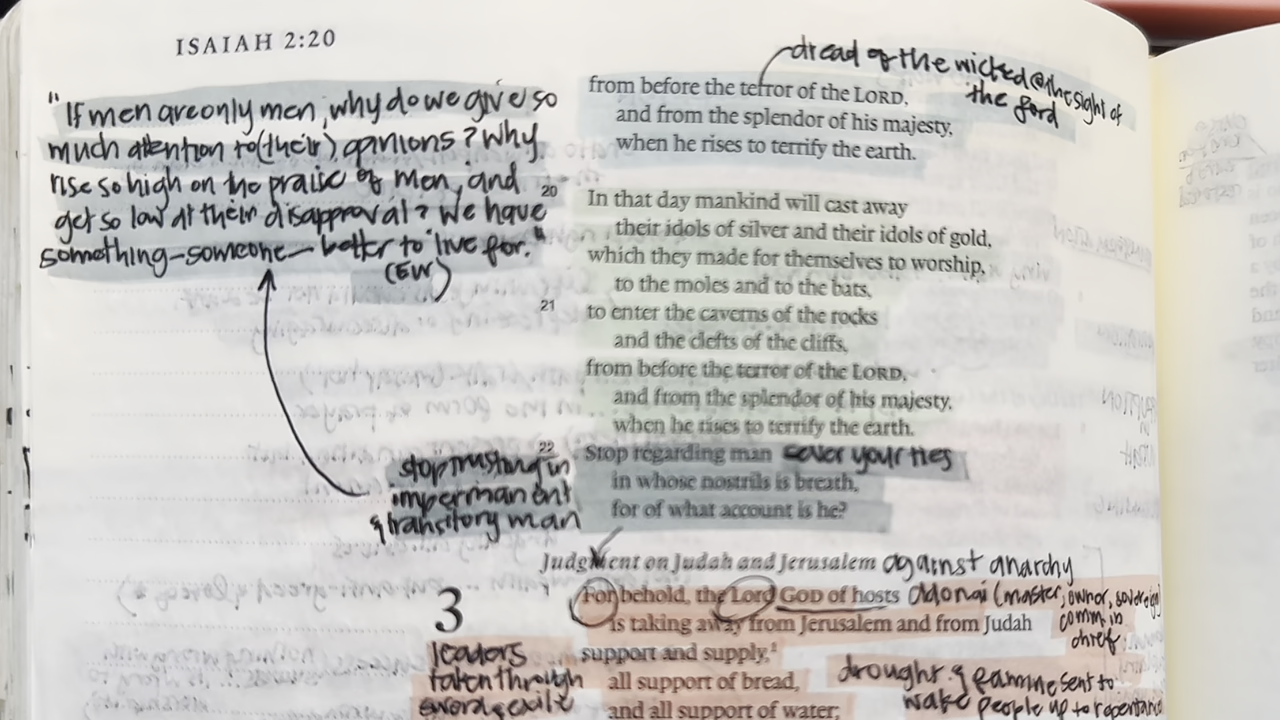 ISAIAH 2:20
"If men are only men, why do we give so
much attention to (their) opinions? Why
rise so high on the praise of men, and
get so low at their disapproval? We have
something—someone—better to live for."
(EW)
dread of the wicked @ the sight of
the Lord
from before the terror of the LORD,
and from the splendor of his majesty,
when he rises to terrify the earth.
20 In that day mankind will cast away
their idols of silver and their idols of gold,
which they made for themselves to worship,
to the moles and to the bats,
21 to enter the caverns of the rocks
and the clefts of the cliffs,
from before the terror of the LORD,
and from the splendor of his majesty,
when he rises to terrify the earth.
22 Stop regarding man sever your ties
in whose nostrils is breath,
for of what account is he?
stop trusting in
impermanent
& transitory man
Judgment on Judah and Jerusalem against anarchy
3 For behold, the Lord GOD of hosts adonai (master, owner, sovereign
comm. in
chief
is taking away from Jerusalem and from Judah
support and supply,
all support of bread,
and all support of water;
leaders
taken through
sword & exile
drought & famine sent to
wake people up to repentance